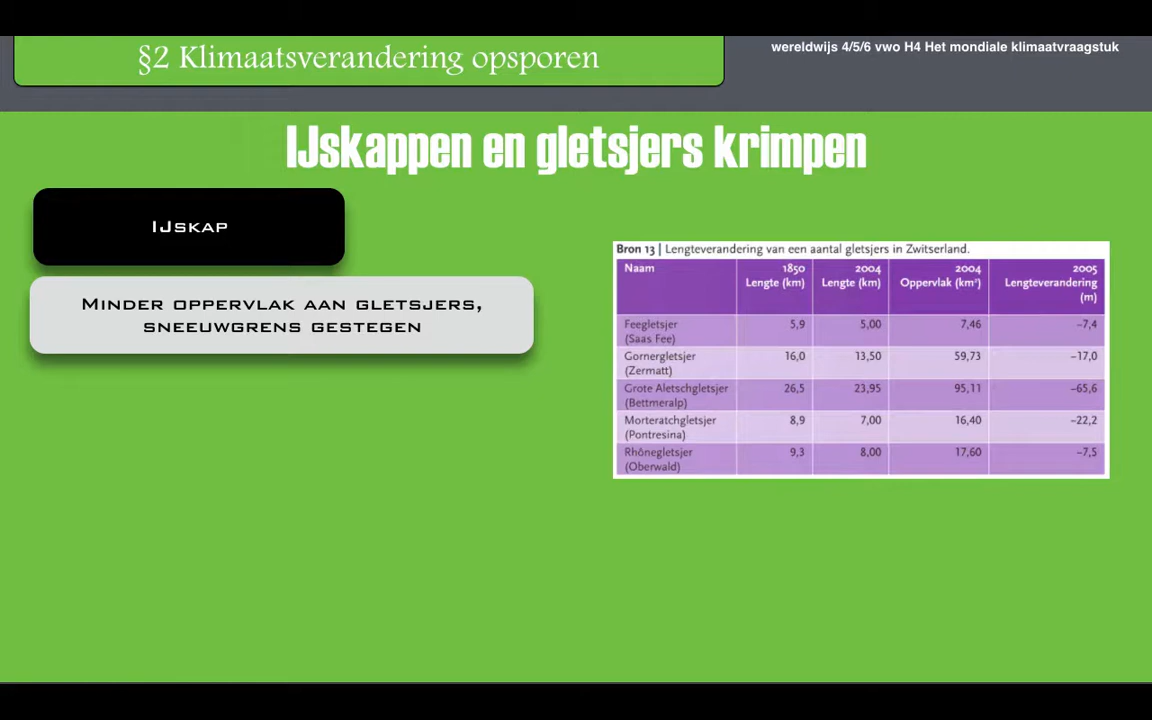 §2 Klimaatsverandering opsporen
wereldwijs 4/5/6 vwo H4 Het mondiale klimaatvraagstuk
IJskappen en gletsjers krimpen
IJskap
Minder oppervlak aan gletsjers,
sneeuwgrens gestegen
Bron 13 | Lengteverandering van een aantal gletsjers in Zwitserland.
Naam 1850 2004 2004 2005
Lengte (km) Lengte (km) Oppervlak (km²) Lengteverandering
(m)
Feegletsjer 5,9 5,00 7,46 –7,4
(Saas Fee)
Gornergletsjer 16,0 13,50 59,73 –17,0
(Zermatt)
Grote Aletschgletsjer 26,5 23,95 95,11 –65,6
(Bettmeralp)
Morteratchgletsjer 8,9 7,00 16,40 –22,2
(Pontresina)
Rhônegletsjer 9,3 8,00 17,60 –7,5
(Oberwald)